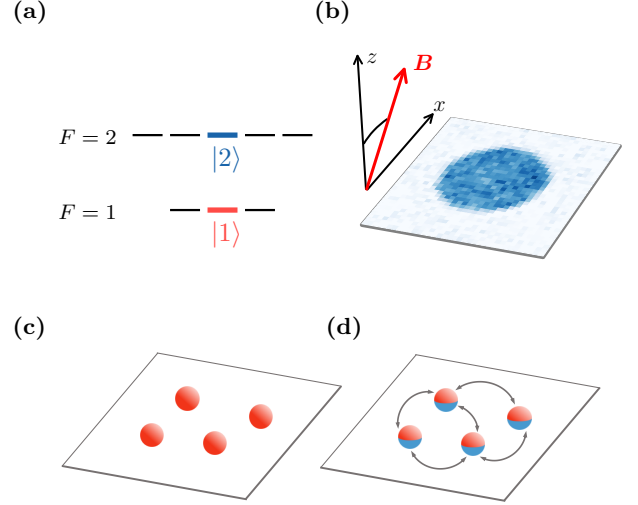 (a)
F = 2
|2⟩
F = 1
|1⟩
(b)
z
B
x
(c)
(d)